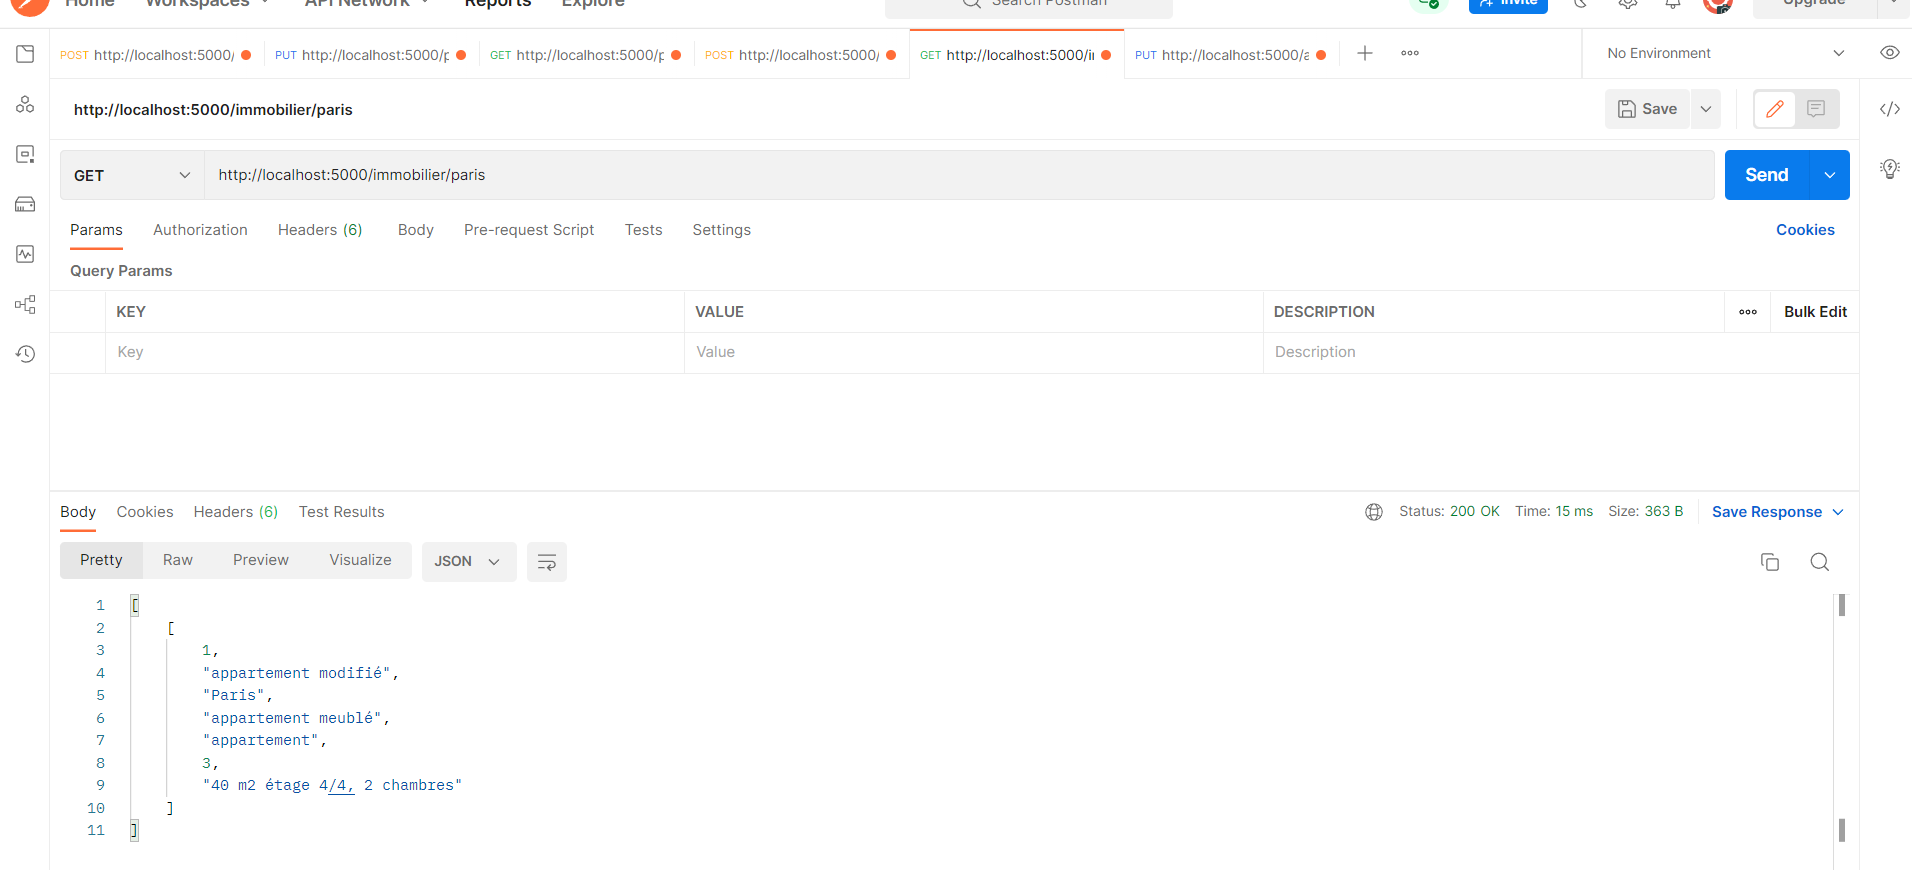 Home Workspaces API Network Reports Explore Search Postman Invite Upgrade
POST http://localhost:5000/ PUT http://localhost:5000/p GET http://localhost:5000/p POST http://localhost:5000/ GET http://localhost:5000/i PUT http://localhost:5000/a No Environment
http://localhost:5000/immobilier/paris Save
GET http://localhost:5000/immobilier/paris Send
Params Authorization Headers (6) Body Pre-request Script Tests Settings Cookies
Query Params
KEY VALUE DESCRIPTION Bulk Edit
Key Value Description
Body Cookies Headers (6) Test Results Status: 200 OK Time: 15 ms Size: 363 B Save Response
Pretty Raw Preview Visualize JSON
1 [
2 [
3 1,
4 "appartement modifié",
5 "Paris",
6 "appartement meublé",
7 "appartement",
8 3,
9 "40 m2 étage 4/4, 2 chambres"
10 ]
11 ]